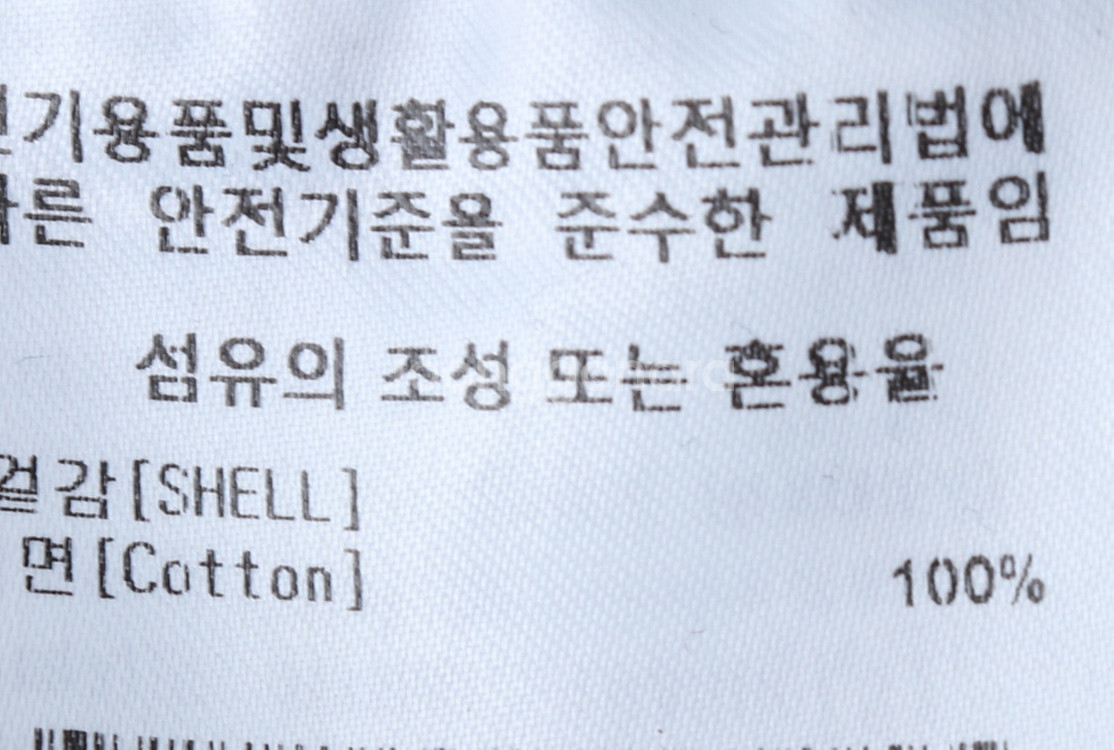 전기용품및생활용품안전관리법에
따른 안전기준을 준수한 제품임
섬유의 조성 또는 혼용율
겉감[SHELL]
면[Cotton]
100%